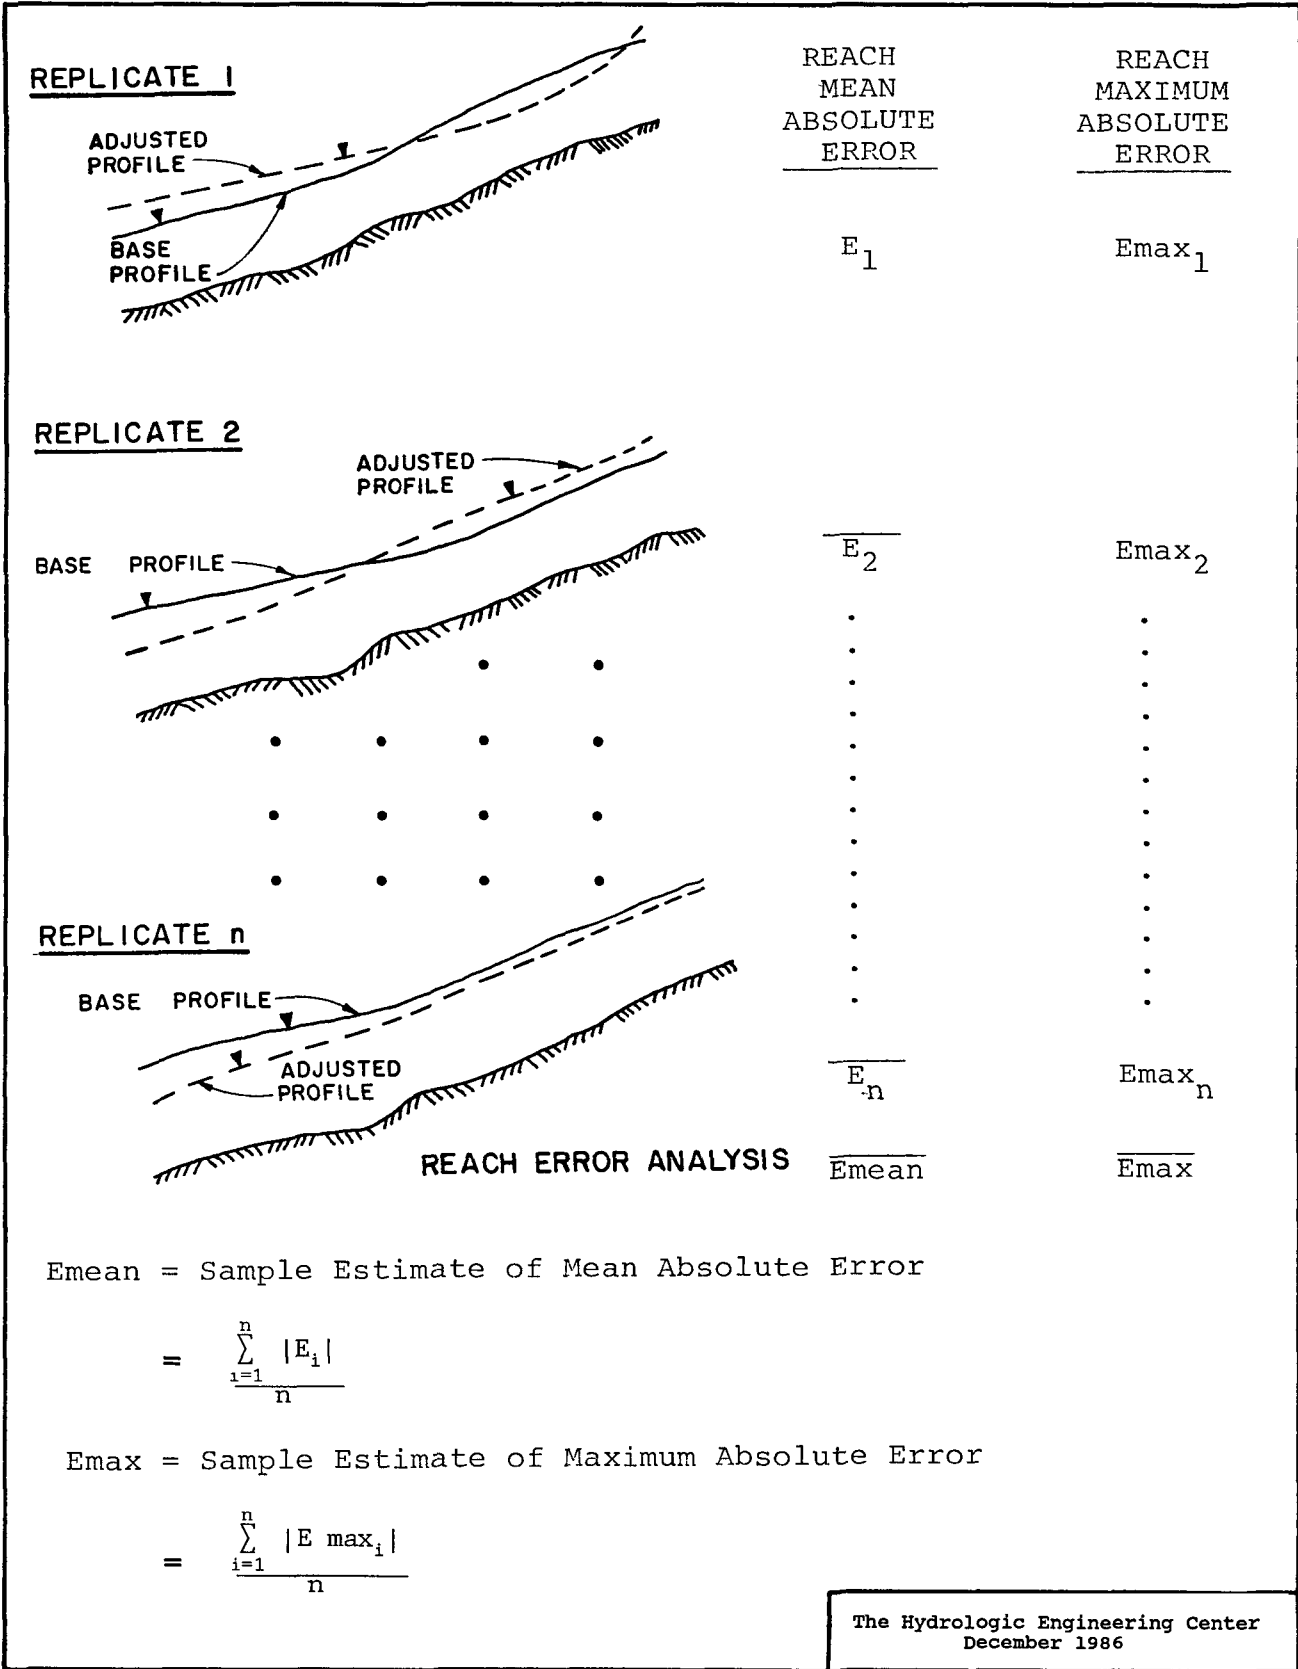 REPLICATE 1
REACH MEAN ABSOLUTE ERROR
REACH MAXIMUM ABSOLUTE ERROR
ADJUSTED PROFILE
BASE PROFILE
E1
Emax1
REPLICATE 2
ADJUSTED PROFILE
BASE PROFILE
E2
Emax2
REPLICATE n
BASE PROFILE
ADJUSTED PROFILE
En
Emaxn
REACH ERROR ANALYSIS
Emean
Emax
Emean = Sample Estimate of Mean Absolute Error
= n ∑ i=1 |Ei| n
Emax = Sample Estimate of Maximum Absolute Error
= n ∑ i=1 |E maxi| n
The Hydrologic Engineering Center
December 1986